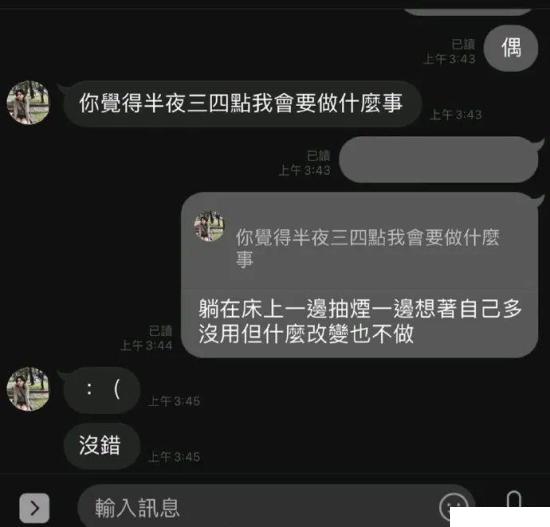 偶
已讀
上午3:43
你覺得半夜三四點我會要做什麼事
上午3:43
已讀
上午3:43
你覺得半夜三四點我會要做什麼
事
躺在床上一邊抽煙一邊想著自己多
沒用但什麼改變也不做
已讀
上午3:44
：（
上午3:45
沒錯
上午3:45
輸入訊息